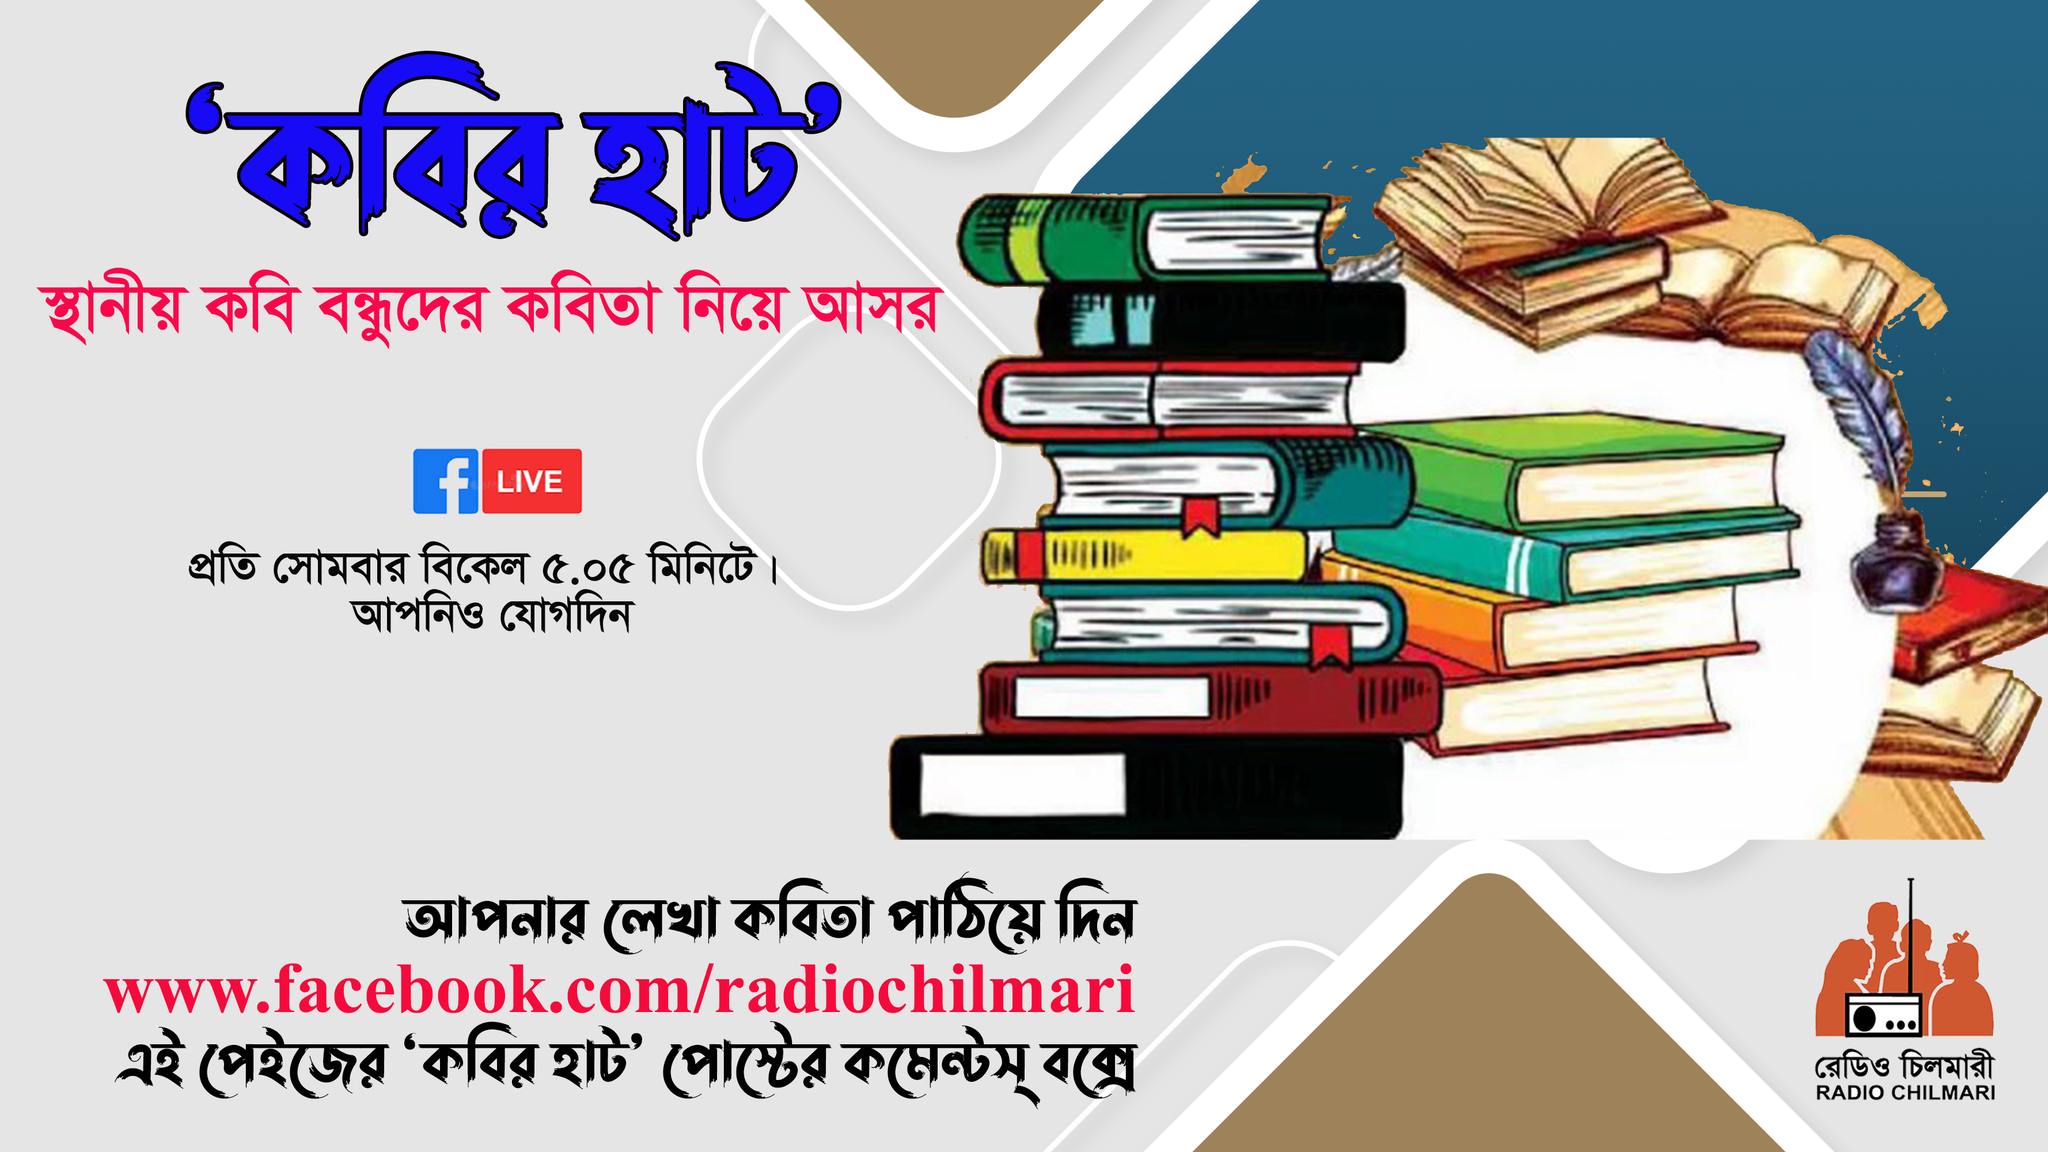 ‘কবির হাট’
স্থানীয় কবি বন্ধুদের কবিতা নিয়ে আসর
f LIVE
প্রতি সোমবার বিকেল ৫.০৫ মিনিটে।
আপনিও যোগদিন
আপনার লেখা কবিতা পাঠিয়ে দিন
www.facebook.com/radiochilmari
এই পেইজের ‘কবির হাট’ পোস্টের কমেন্টস্ বক্সে
রেডিও চিলমারী
RADIO CHILMARI